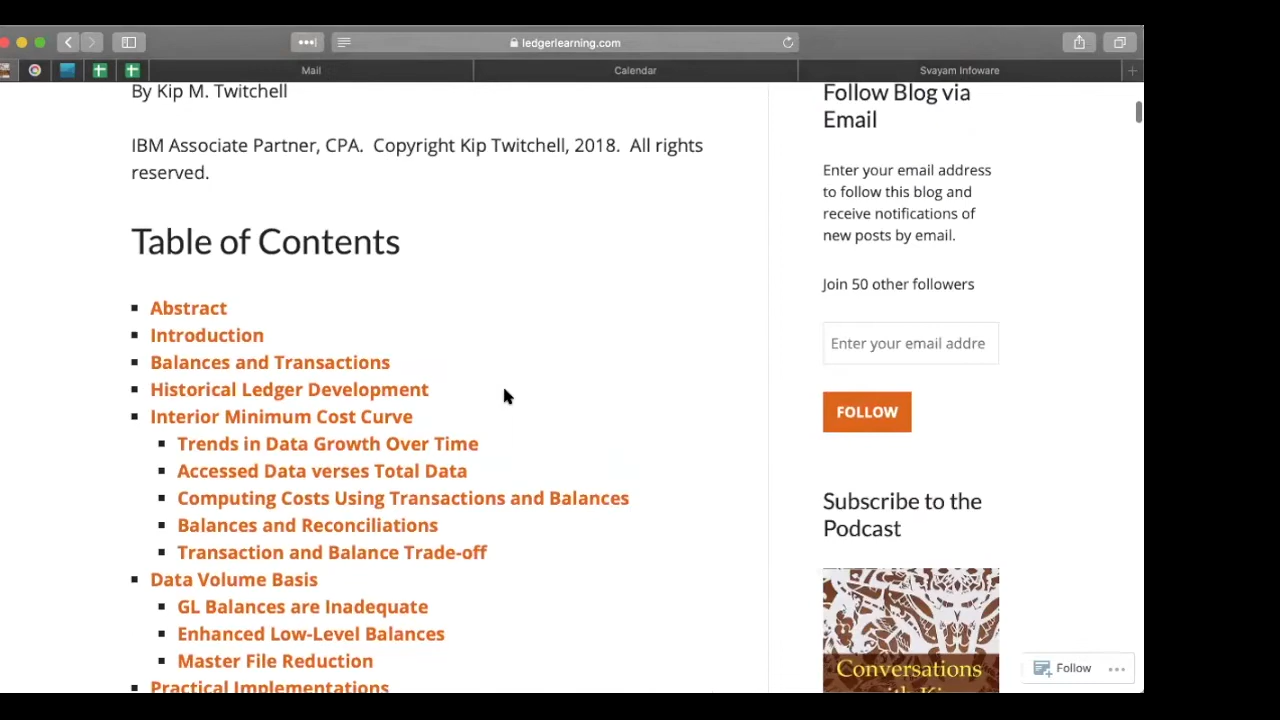 ledgerlearning.com
Mail
Calendar
Svayam Infoware
By Kip M. Twitchell
IBM Associate Partner, CPA.  Copyright Kip Twitchell, 2018.  All rights
reserved.
Table of Contents
Abstract
Introduction
Balances and Transactions
Historical Ledger Development
Interior Minimum Cost Curve
Trends in Data Growth Over Time
Accessed Data verses Total Data
Computing Costs Using Transactions and Balances
Balances and Reconciliations
Transaction and Balance Trade-off
Data Volume Basis
GL Balances are Inadequate
Enhanced Low-Level Balances
Master File Reduction
Practical Implementations
Follow Blog via
Email
Enter your email address
to follow this blog and
receive notifications of
new posts by email.
Join 50 other followers
Enter your email addre
FOLLOW
Subscribe to the
Podcast
Conversations
with Kip
Follow